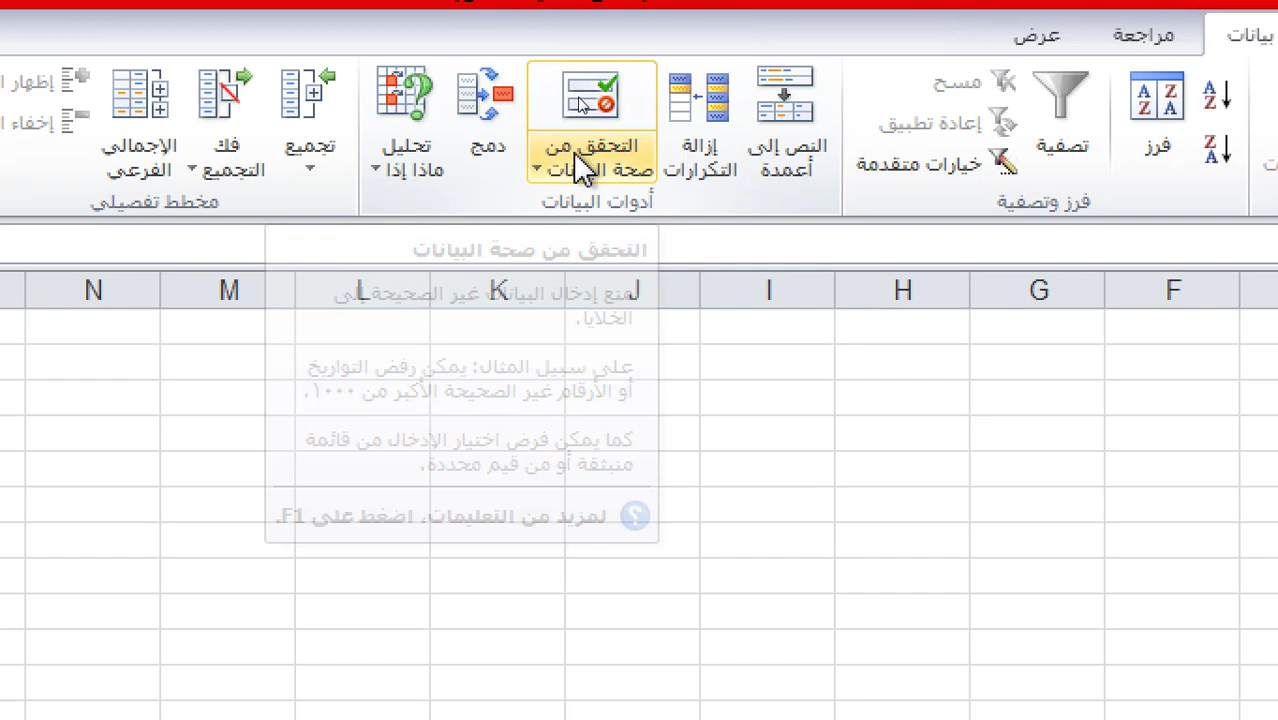 بيانات
مراجعة
عرض
فرز
تصفية
مسح
إعادة تطبيق
خيارات متقدمة
فرز وتصفية
النص إلى
أعمدة
إزالة
التكرارات
التحقق من
صحة البيانات
دمج
تحليل
ماذا إذا
أدوات البيانات
تجميع
فك
التجميع
الإجمالي
الفرعي
إظهار
إخفاء
مخطط تفصيلي
التحقق من صحة البيانات
منع إدخال البيانات غير الصحيحة إلى
الخلايا.
على سبيل المثال: يمكن رفض التواريخ
أو الأرقام غير الصحيحة الأكبر من ١٠٠٠.
كما يمكن فرض اختيار الإدخال من قائمة
منبثقة أو من قيم محددة.
لمزيد من التعليمات، اضغط على F1.
F G H I J K L M N